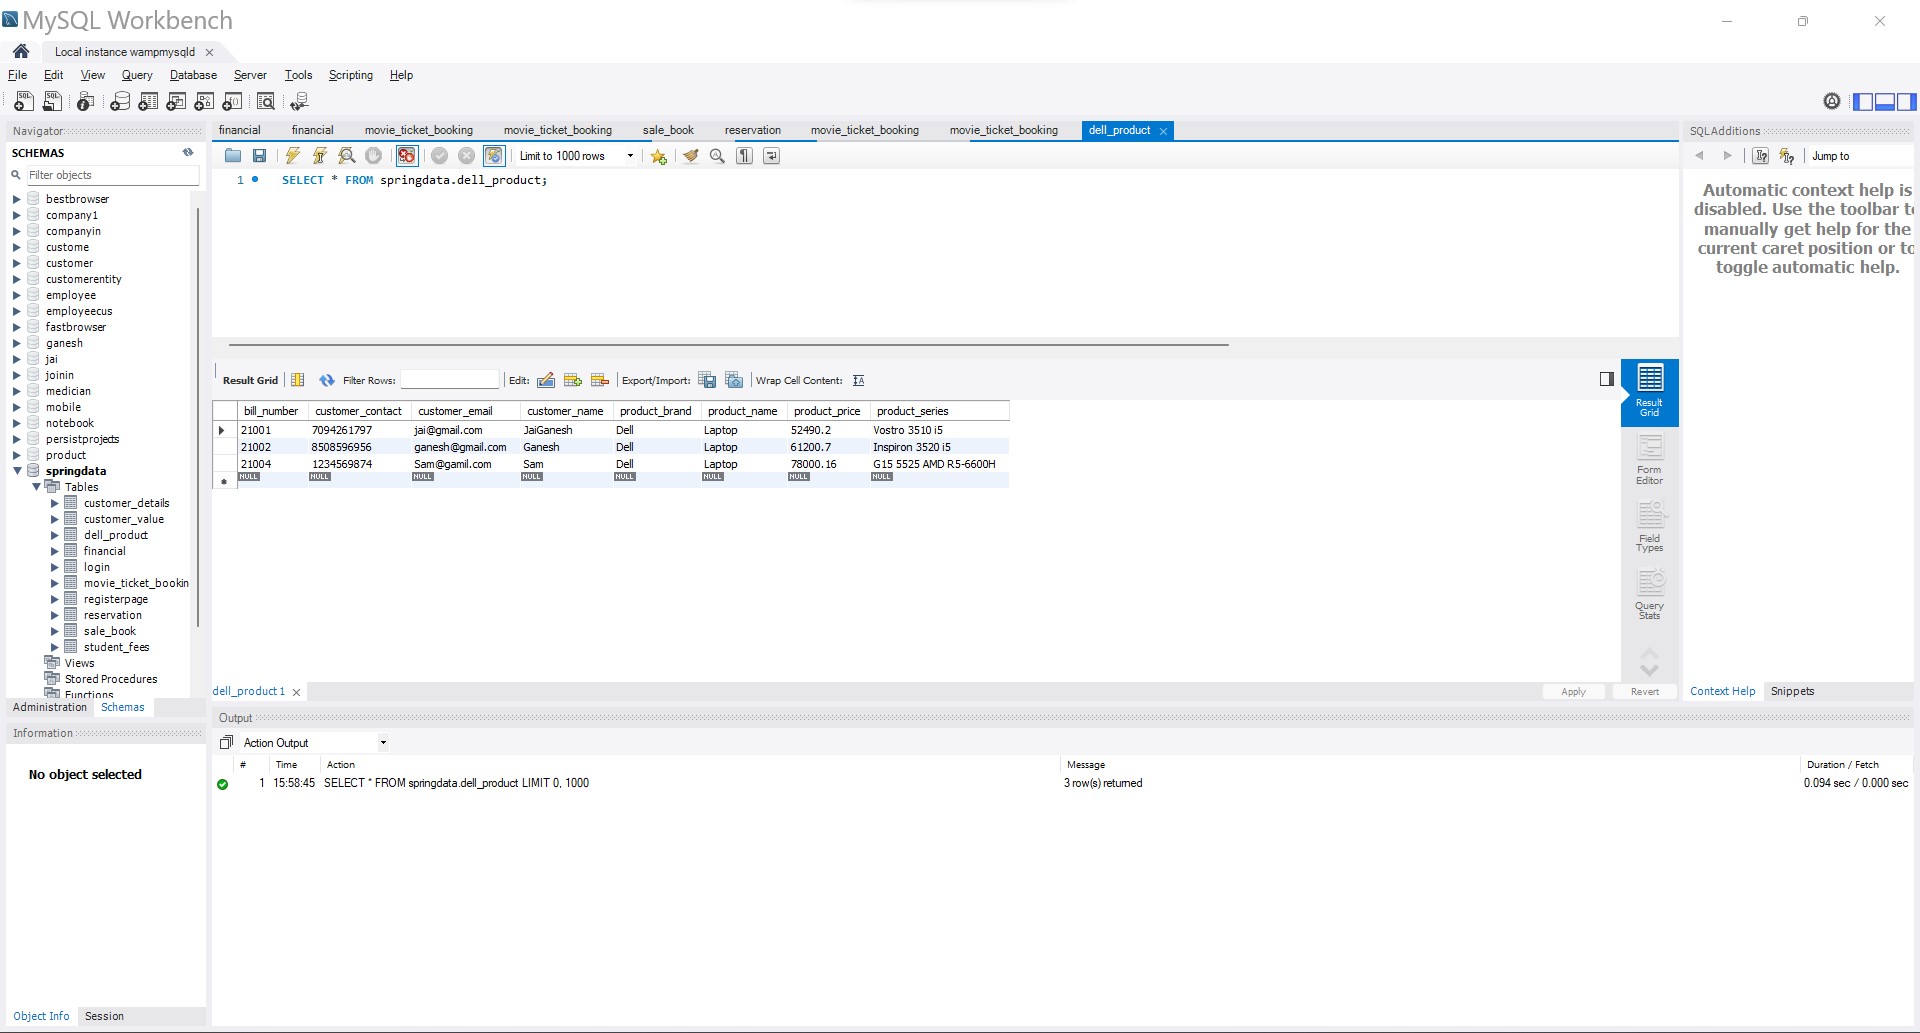 MySQL Workbench
Local instance wampmysqld
File Edit View Query Database Server Tools Scripting Help
Navigator
SCHEMAS
Filter objects
bestbrowser
company1
companyin
custome
customer
customerentity
employee
employeecus
fastbrowser
ganesh
jai
joinin
medician
mobile
notebook
persistprojects
product
springdata
Tables
customer_details
customer_value
dell_product
financial
login
movie_ticket_bookin
registerpage
reservation
sale_book
student_fees
Views
Stored Procedures
Functions
Administration Schemas
Information
No object selected
Object Info Session
financial financial movie_ticket_booking movie_ticket_booking sale_book reservation movie_ticket_booking movie_ticket_booking dell_product
Limit to 1000 rows
1 SELECT * FROM springdata.dell_product;
Result Grid Filter Rows: Edit: Export/Import: Wrap Cell Content:
bill_number customer_contact customer_email customer_name product_brand product_name product_price product_series
21001 7094261797 jai@gmail.com JaiGanesh Dell Laptop 52490.2 Vostro 3510 i5
21002 8508596956 ganesh@gmail.com Ganesh Dell Laptop 61200.7 Inspiron 3520 i5
21004 1234569874 Sam@gamil.com Sam Dell Laptop 78000.16 G15 5525 AMD R5-6600H
NULL NULL NULL NULL NULL NULL NULL NULL
Result
Grid
Form
Editor
Field
Types
Query
Stats
dell_product 1
Apply Revert
Output
Action Output
# Time Action Message Duration / Fetch
1 15:58:45 SELECT * FROM springdata.dell_product LIMIT 0, 1000 3 row(s) returned 0.094 sec / 0.000 sec
SQLAdditions
Jump to
Automatic context help is
disabled. Use the toolbar t
manually get help for the
current caret position or to
toggle automatic help.
Context Help Snippets